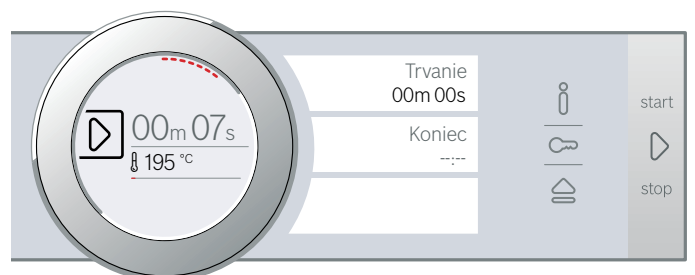 00m 07s
195 °C
Trvanie
00m 00s
Koniec
--:--
start
stop